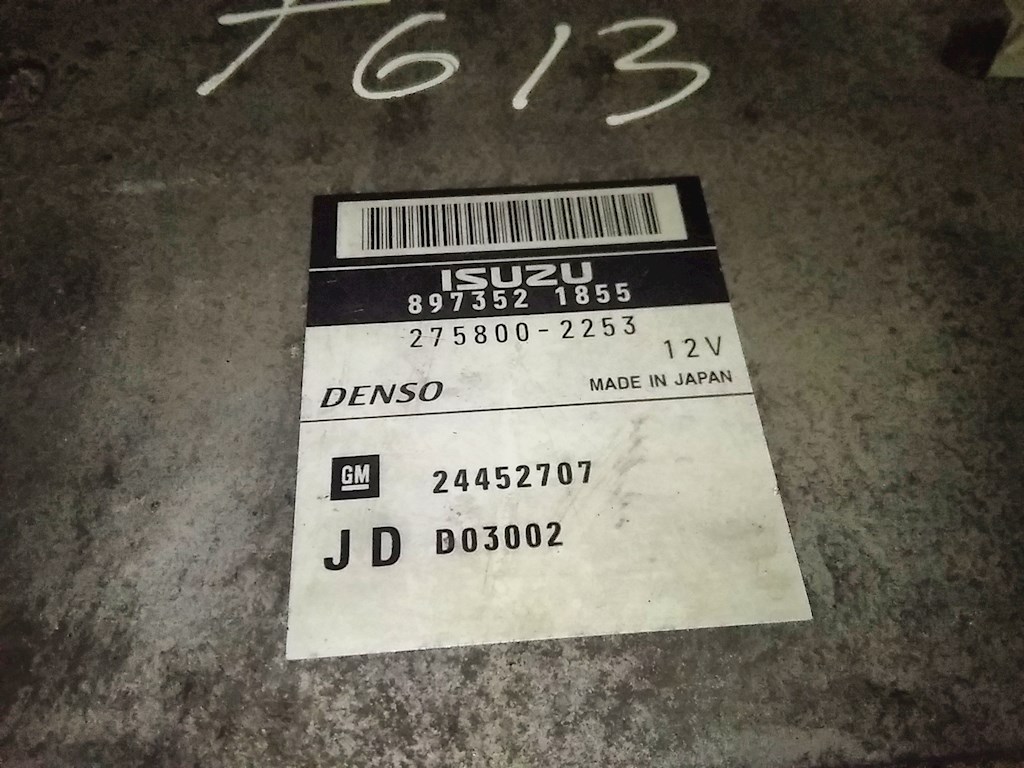 F613
ISUZU
897352 1855
275800-2253
12V
DENSO MADE IN JAPAN
GM 24452707
JD D03002